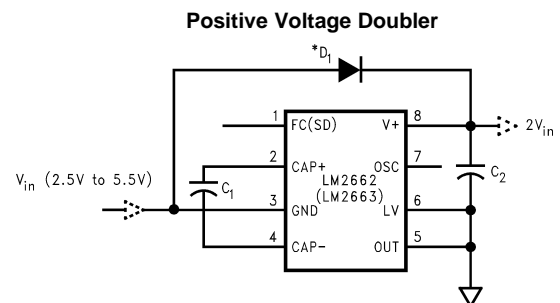 Positive Voltage Doubler
*D1
1 FC(SD) V+ 8
2Vin
2 CAP+ OSC 7
LM2662
(LM2663)
Vin (2.5V to 5.5V)
C1
C2
3 GND LV 6
4 CAP- OUT 5